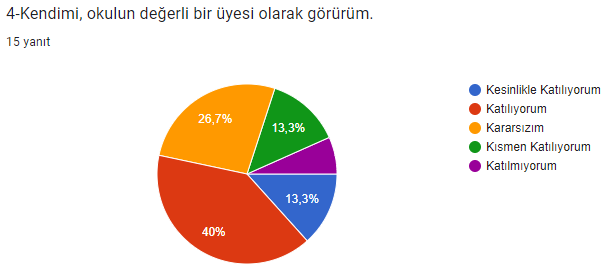 4-Kendimi, okulun değerli bir üyesi olarak görürüm.
15 yanıt
Kesinlikle Katılıyorum
Katılıyorum
Kararsızım
Kısmen Katılıyorum
Katılmıyorum
26,7%
13,3%
13,3%
40%